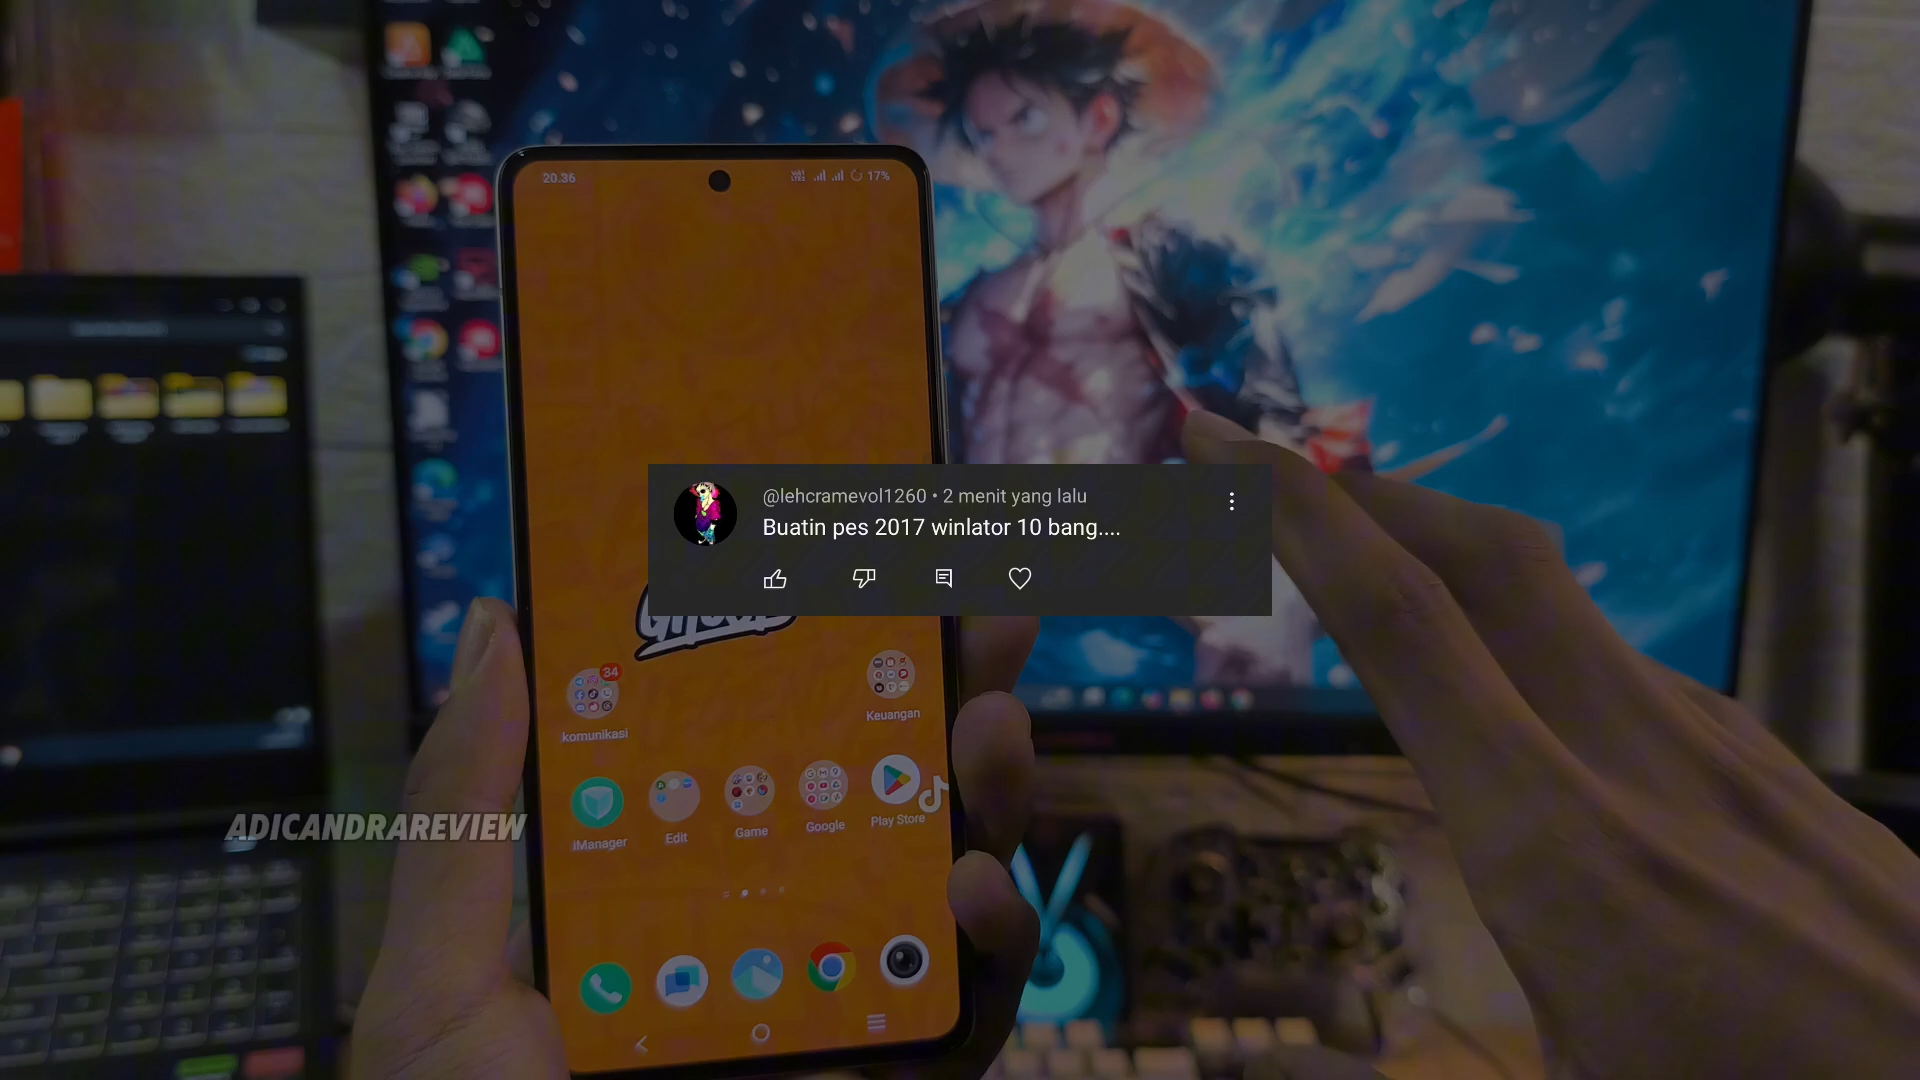 20.36
17%
@lehcramevol1260 • 2 menit yang lalu
Buatin pes 2017 winlator 10 bang....
34
komunikasi
Keuangan
iManager
Edit
Game
Google
Play Store
ADICANDRAREVIEW